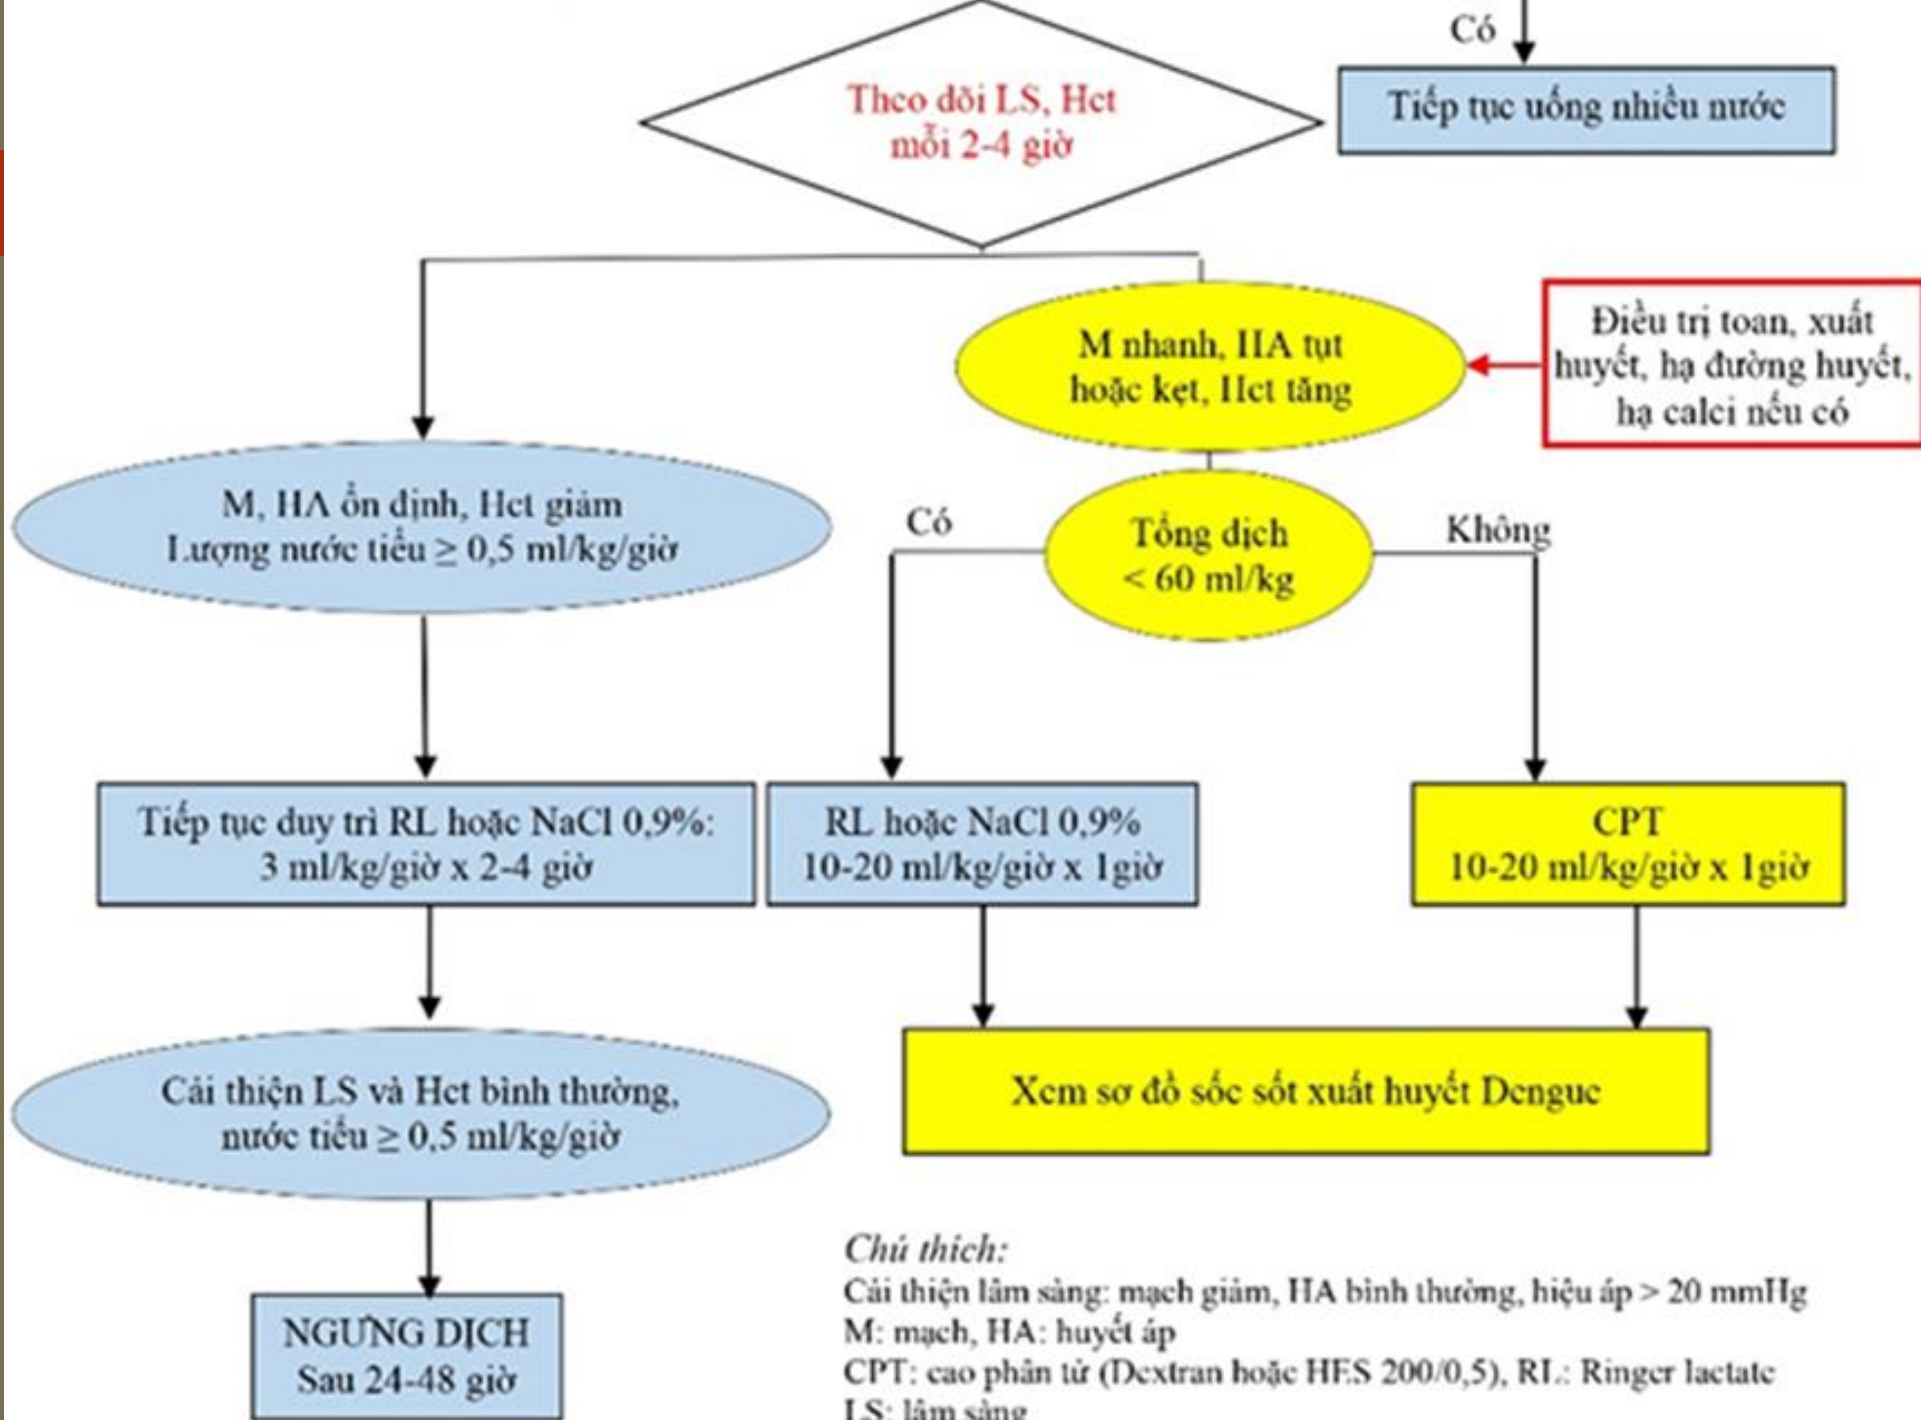 Có
Theo dõi LS, Hct
mỗi 2-4 giờ
Tiếp tục uống nhiều nước
M nhanh, HA tụt
hoặc kẹt, Hct tăng
Điều trị toan, xuất
huyết, hạ đường huyết,
hạ calci nếu có
M, HA ổn định, Hct giảm
Lượng nước tiểu ≥ 0,5 ml/kg/giờ
Có
Tổng dịch
< 60 ml/kg
Không
Tiếp tục duy trì RL hoặc NaCl 0,9%:
3 ml/kg/giờ x 2-4 giờ
RL hoặc NaCl 0,9%
10-20 ml/kg/giờ x 1giờ
CPT
10-20 ml/kg/giờ x 1giờ
Cải thiện LS và Hct bình thường,
nước tiểu ≥ 0,5 ml/kg/giờ
Xem sơ đồ sốc sốt xuất huyết Dengue
NGƯNG DỊCH
Sau 24-48 giờ
Chú thích:
Cải thiện lâm sàng: mạch giảm, HA bình thường, hiệu áp > 20 mmHg
M: mạch, HA: huyết áp
CPT: cao phân tử (Dextran hoặc HES 200/0,5), RL: Ringer lactate
LS: lâm sàng